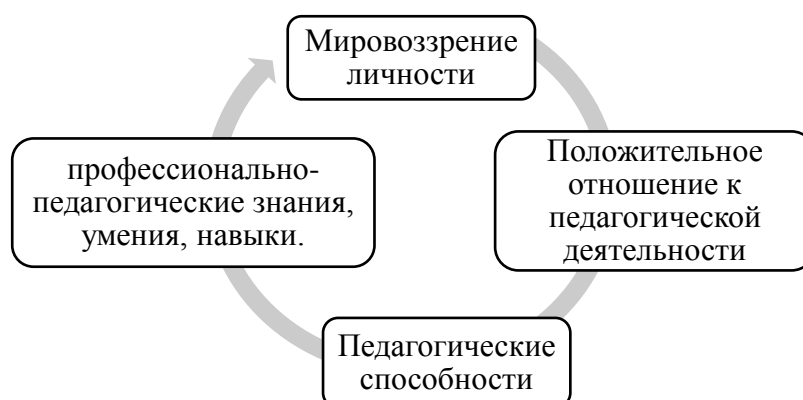 Мировоззрение
личности
Положительное
отношение к
педагогической
деятельности
Педагогические
способности
профессионально-
педагогические знания,
умения, навыки.